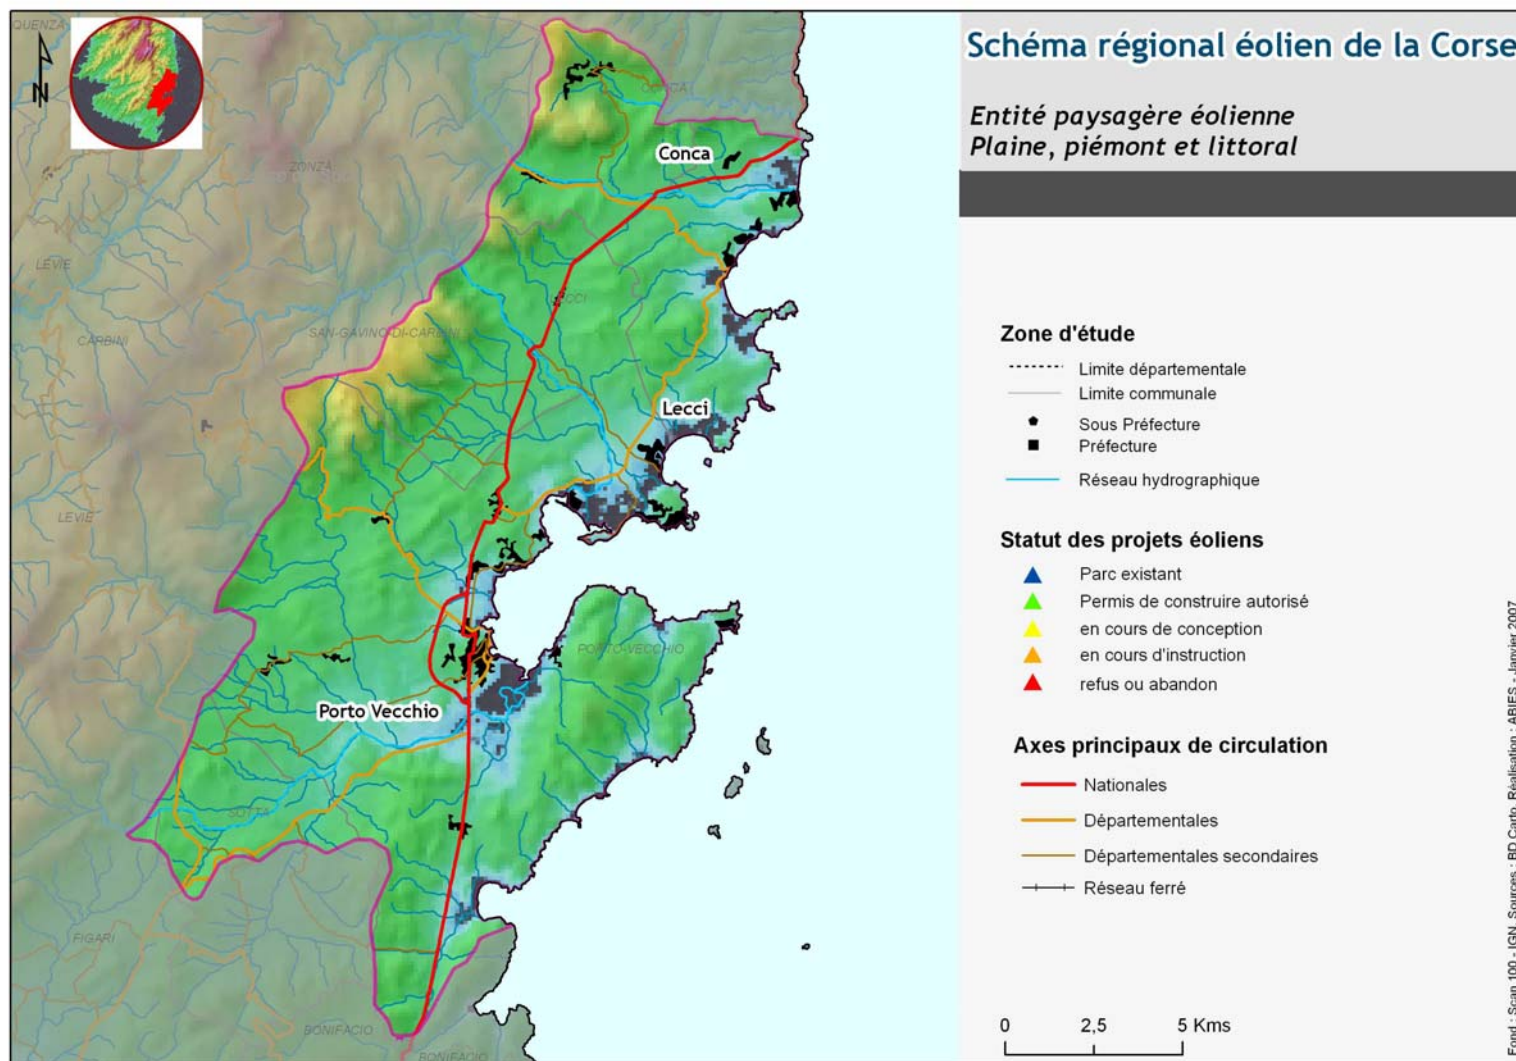 Schéma régional éolien de la Corse
Entité paysagère éolienne
Plaine, piémont et littoral
QUENZA
N
CONCA
Conca
ZONZA
LEVIE
CARBINI
SAN-GAVINO-DI-CARBINI
LECCI
Lecci
LEVIE
PORTO-VECCHIO
Porto Vecchio
SOTTA
FIGARI
BONIFACIO
BONIFACIO
Zone d'étude
Limite départementale
Limite communale
Sous Préfecture
Préfecture
Réseau hydrographique
Statut des projets éoliens
Parc existant
Permis de construire autorisé
en cours de conception
en cours d'instruction
refus ou abandon
Axes principaux de circulation
Nationales
Départementales
Départementales secondaires
Réseau ferré
0 2,5 5 Kms
Fond : Scan 100 - IGN, Sources : BD Carto, Réalisation : ABIES - Janvier 2007